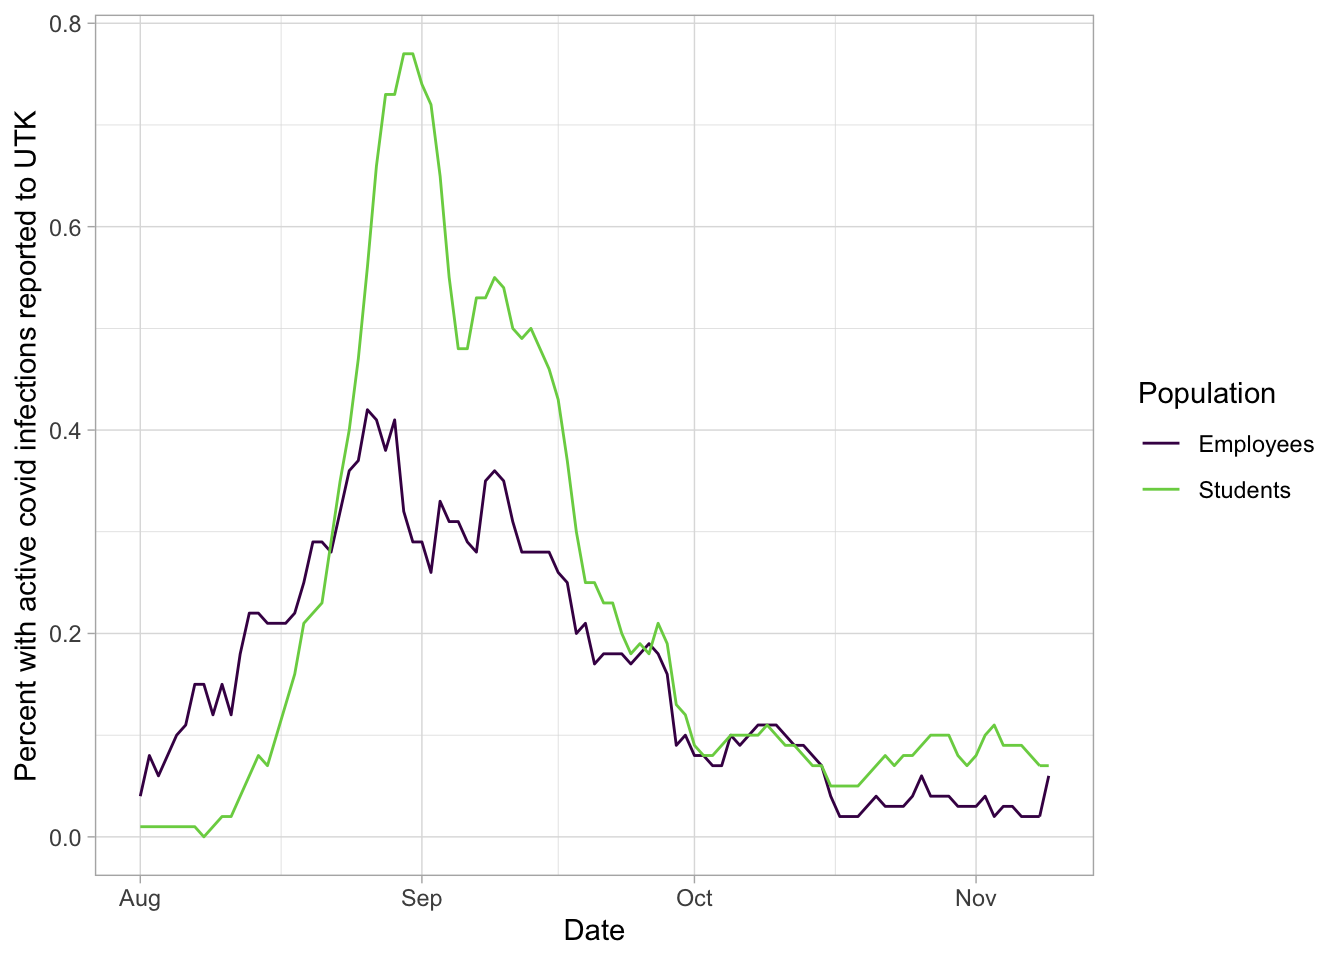 Percent with active covid infections reported to UTK
0.8
0.6
0.4
0.2
0.0
Aug Sep Oct Nov
Date
Population
Employees
Students